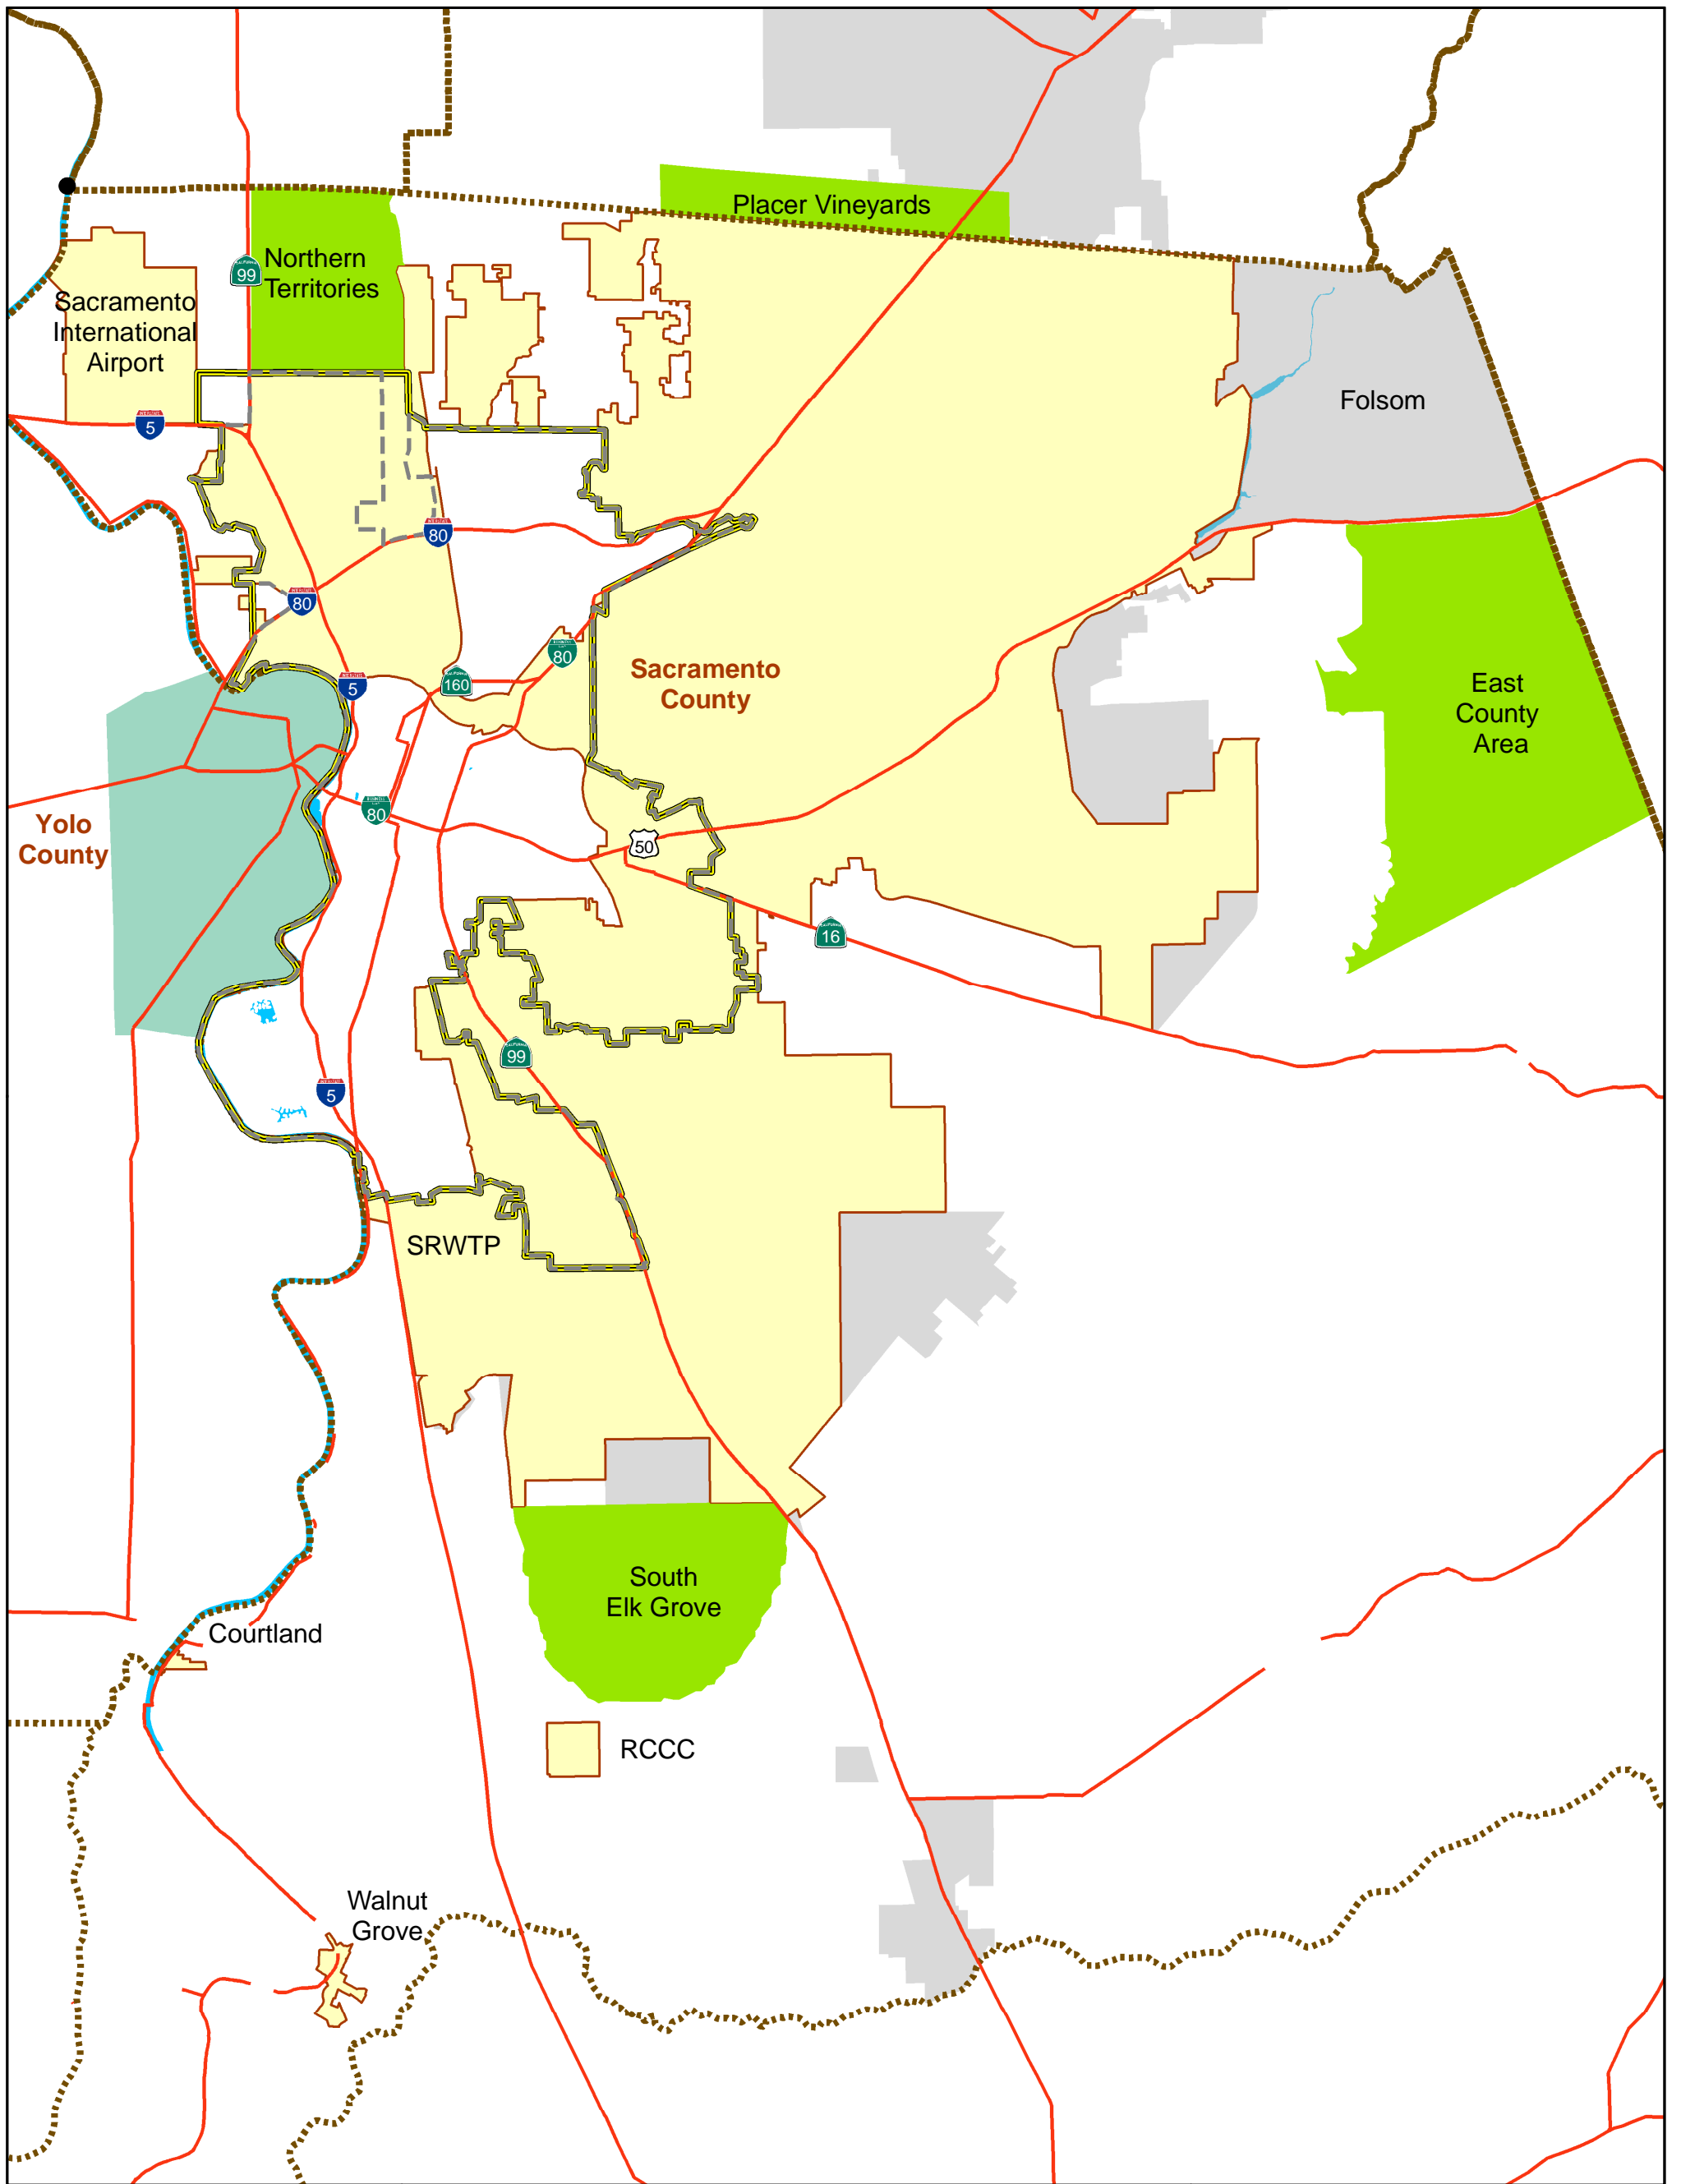 Placer Vineyards
Northern
Territories
99
Sacramento
International
Airport
5
Folsom
80
80
80
Sacramento
County
5
160
East
County
Area
80
Yolo
County
50
16
99
5
SRWTP
South
Elk Grove
Courtland
RCCC
Walnut
Grove